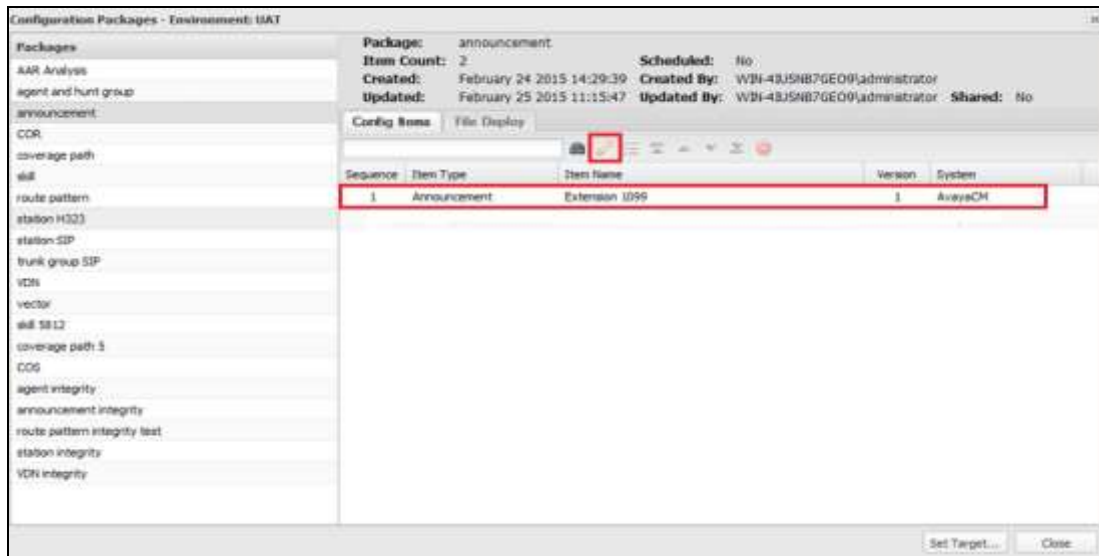 Configuration Packages - Environment: UAT
Packages
AAR Analysis
agent and hunt group
announcement
COR
coverage path
skill
route pattern
station H323
station SIP
trunk group SIP
VDN
vector
skill 5812
coverage path 5
COS
agent integrity
announcement integrity
route pattern integrity test
station integrity
VDN integrity
Package: announcement
Item Count: 2 Scheduled: No
Created: February 24 2015 14:29:39 Created By: WIN-4IUSNB7GEO9\administrator
Updated: February 25 2015 11:15:47 Updated By: WIN-4IUSNB7GEO9\administrator Shared: No
Config Items File Deploy
Sequence Item Type Item Name Version System
1 Announcement Extension 1099 1 AvayaCM
Set Target... Close